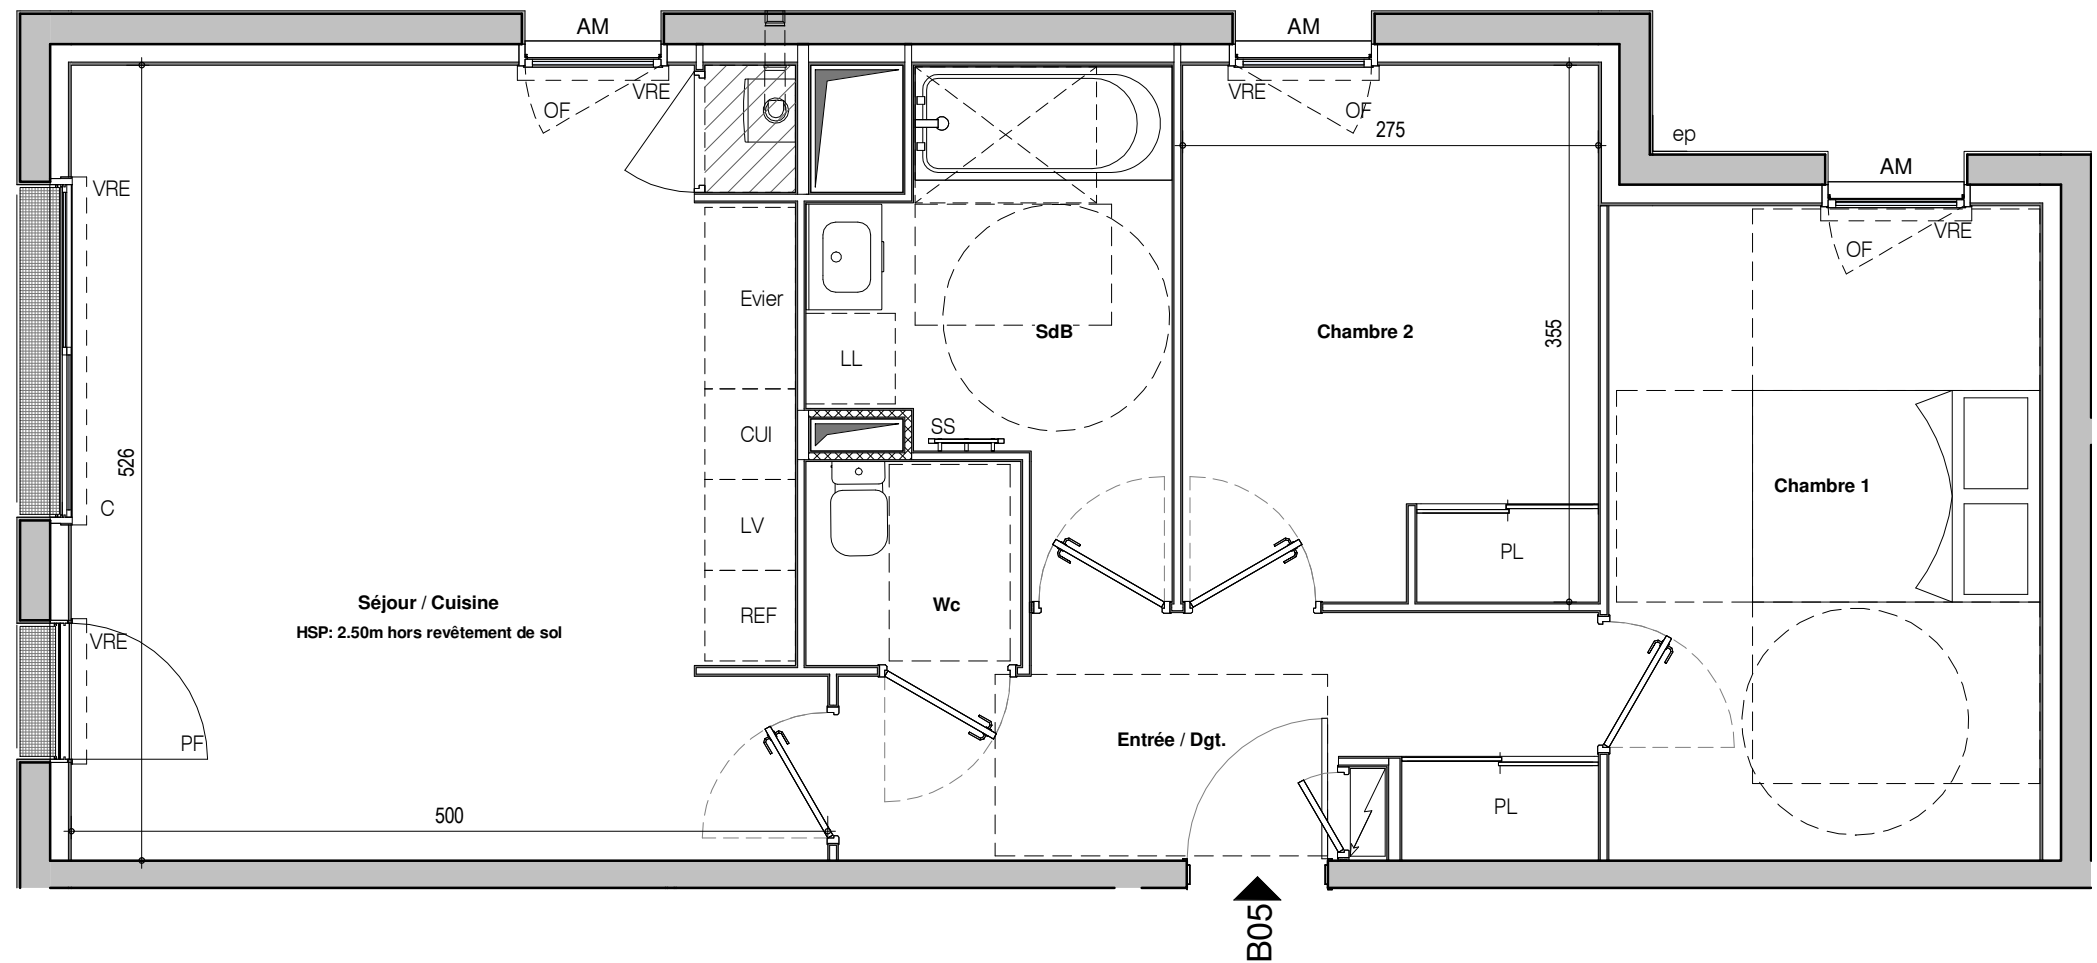 AM
AM
AM
ep
VRE
OF
VRE
VRE
OF
275
OF
VRE
Evier
SdB
Chambre 2
355
LL
CUI
SS
526
C
LV
Chambre 1
PL
Séjour / Cuisine
HSP: 2.50m hors revêtement de sol
REF
Wc
VRE
PF
Entrée / Dgt.
500
PL
B05